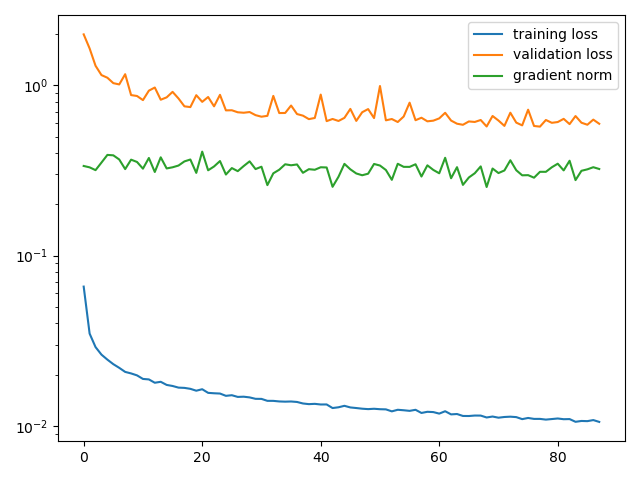 training loss
validation loss
gradient norm
10⁰
10⁻¹
10⁻²
0 20 40 60 80